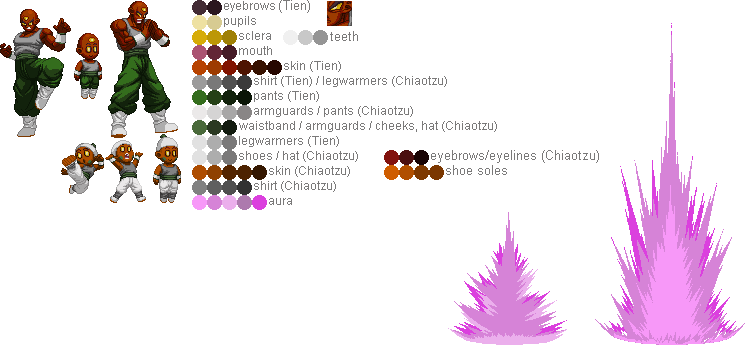 eyebrows (Tien)
pupils
sclera
teeth
mouth
skin (Tien)
shirt (Tien) / legwarmers (Chiaotzu)
pants (Tien)
armguards / pants (Chiaotzu)
waistband / armguards / cheeks, hat (Chiaotzu)
legwarmers (Tien)
shoes / hat (Chiaotzu)
eyebrows/eyelines (Chiaotzu)
skin (Chiaotzu)
shoe soles
shirt (Chiaotzu)
aura